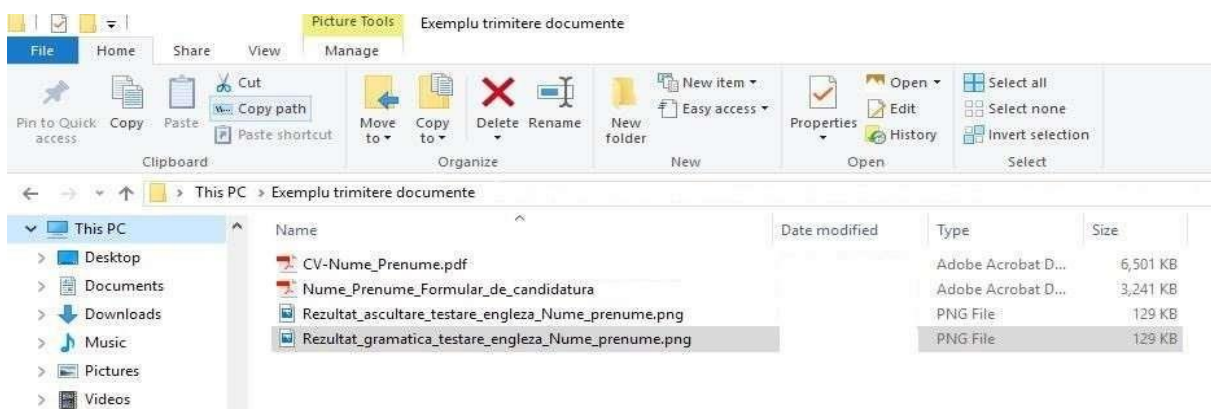 Picture Tools Exemplu trimitere documente
File Home Share View Manage
Pin to Quick access
Copy
Paste
Cut
Copy path
Paste shortcut
Clipboard
Move to
Copy to
Delete
Rename
Organize
New folder
New item
Easy access
New
Properties
Open
Edit
History
Open
Select all
Select none
Invert selection
Select
This PC > Exemplu trimitere documente
This PC
Desktop
Documents
Downloads
Music
Pictures
Videos
Name Date modified Type Size
CV-Nume_Prenume.pdf Adobe Acrobat D... 6,501 KB
Nume_Prenume_Formular_de_candidatura Adobe Acrobat D... 3,241 KB
Rezultat_ascultare_testare_engleza_Nume_prenume.png PNG File 129 KB
Rezultat_gramatica_testare_engleza_Nume_prenume.png PNG File 129 KB